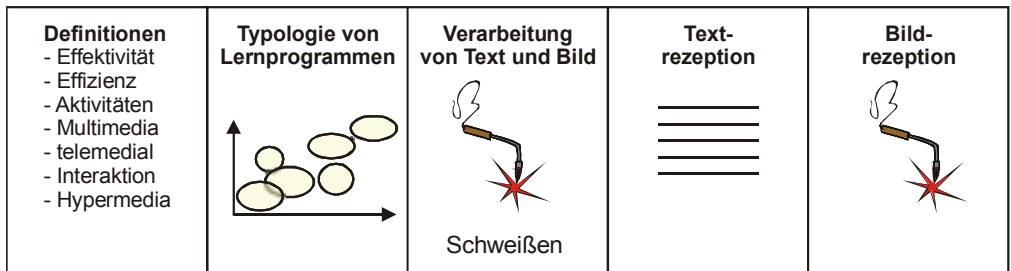 Definitionen
- Effektivität
- Effizienz
- Aktivitäten
- Multimedia
- telemedial
- Interaktion
- Hypermedia
Typologie von
Lernprogrammen
Verarbeitung
von Text und Bild
Schweißen
Text-
rezeption
Bild-
rezeption